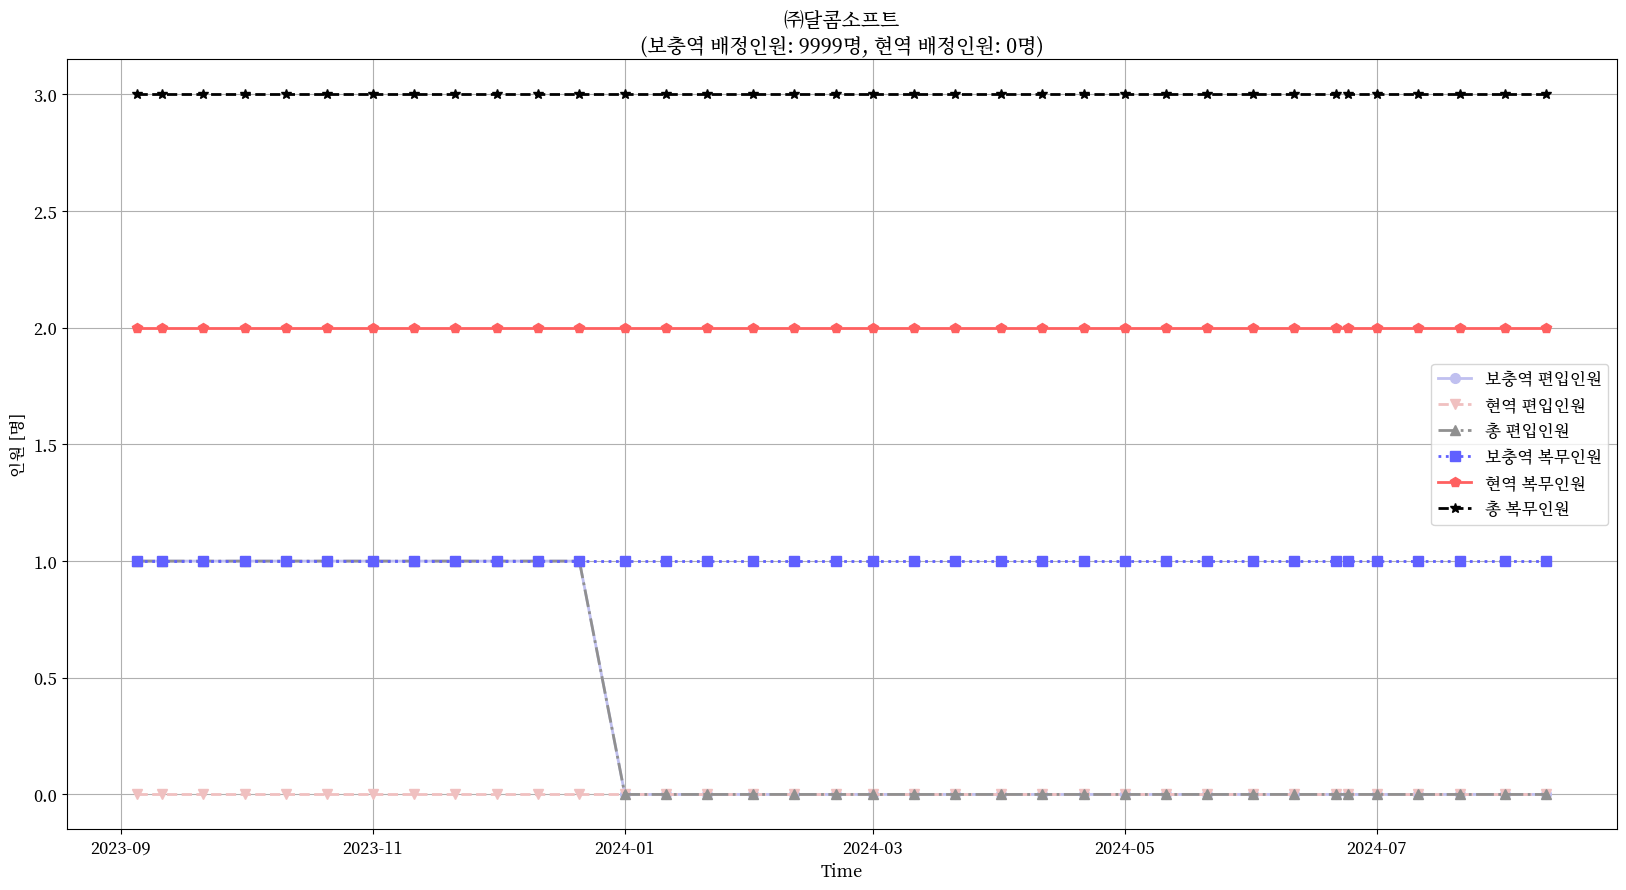 ㈜달콤소프트
(보충역 배정인원: 9999명, 현역 배정인원: 0명)
3.0
2.5
2.0
1.5
1.0
0.5
0.0
인원 [명]
보충역 편입인원
현역 편입인원
총 편입인원
보충역 복무인원
현역 복무인원
총 복무인원
2023-09
2023-11
2024-01
2024-03
2024-05
2024-07
Time